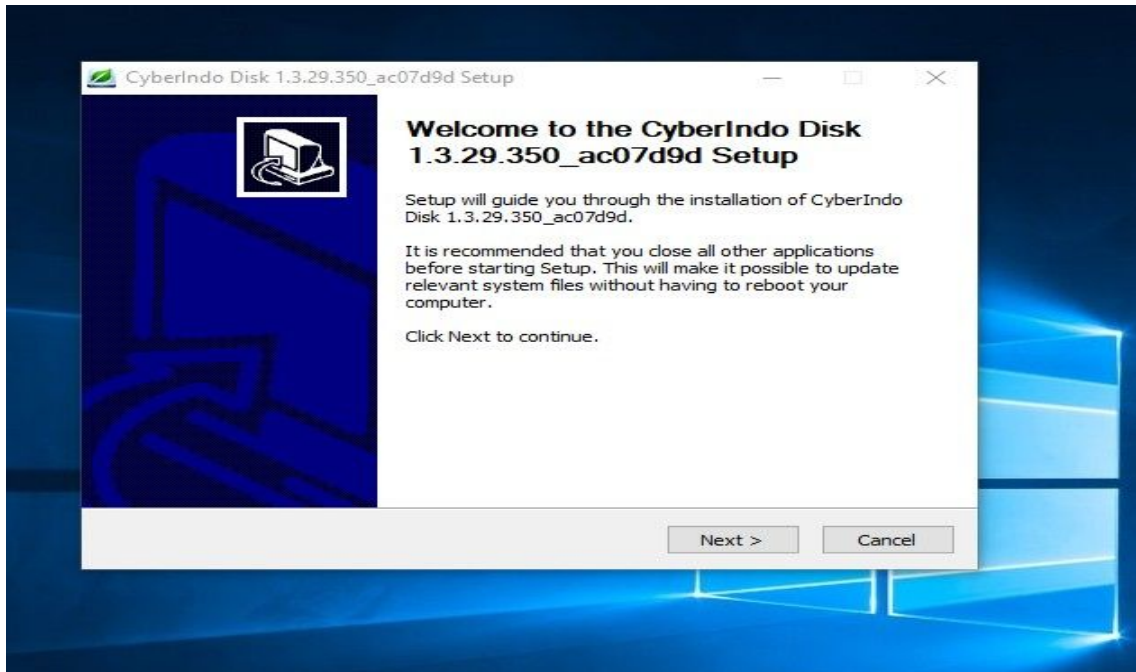 CyberIndo Disk 1.3.29.350_ac07d9d Setup
Welcome to the CyberIndo Disk
1.3.29.350_ac07d9d Setup
Setup will guide you through the installation of CyberIndo
Disk 1.3.29.350_ac07d9d.
It is recommended that you close all other applications
before starting Setup. This will make it possible to update
relevant system files without having to reboot your
computer.
Click Next to continue.
Next >
Cancel